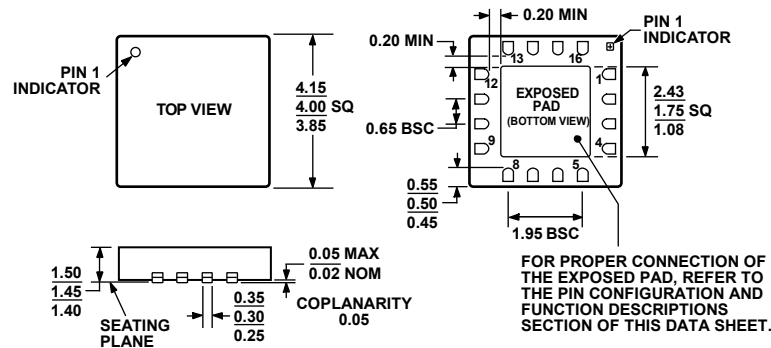 PIN 1
INDICATOR
TOP VIEW
4.15
4.00 SQ
3.85
0.20 MIN
0.20 MIN
PIN 1
INDICATOR
13
16
12
1
EXPOSED
PAD
(BOTTOM VIEW)
2.43
1.75 SQ
1.08
0.65 BSC
9
4
8
5
0.55
0.50
0.45
1.95 BSC
1.50
1.45
1.40
SEATING
PLANE
0.05 MAX
0.02 NOM
COPLANARITY
0.05
0.35
0.30
0.25
FOR PROPER CONNECTION OF
THE EXPOSED PAD, REFER TO
THE PIN CONFIGURATION AND
FUNCTION DESCRIPTIONS
SECTION OF THIS DATA SHEET.